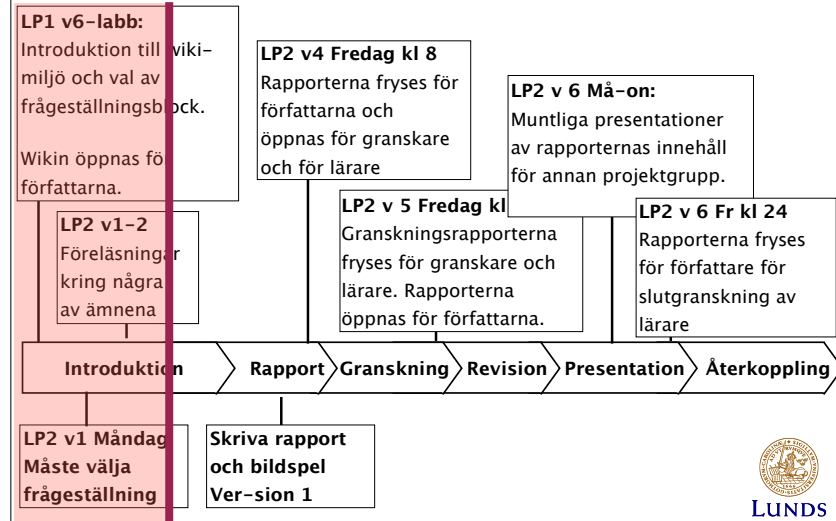 LP1 v6-labb:
Introduktion till wiki-
miljö och val av
frågeställningsblock.
Wikin öppnas för
författarna.
LP2 v1-2
Föreläsningar
kring några
av ämnena
LP2 v4 Fredag kl 8
Rapporterna fryses för
författarna och
öppnas för granskare
och för lärare
LP2 v 5 Fredag kl
Granskningsrapporterna
fryses för granskare och
lärare. Rapporterna
öppnas för författarna.
LP2 v 6 Må-on:
Muntliga presentationer
av rapporternas innehåll
för annan projektgrupp.
LP2 v 6 Fr kl 24
Rapporterna fryses
för författare för
slutgranskning av
lärare
Introduktion
Rapport
Granskning
Revision
Presentation
Återkoppling
LP2 v1 Måndag
Måste välja
frågeställning
Skriva rapport
och bildspel
Ver-sion 1
LUNDS